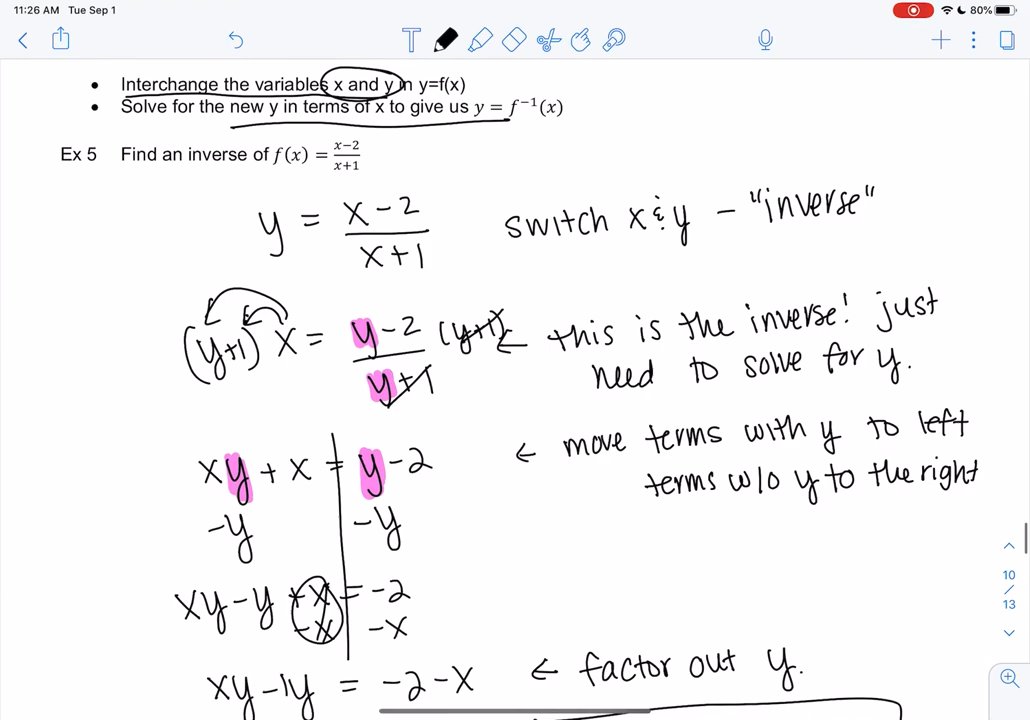 11:26 AM Tue Sep 1 80%
• Interchange the variables x and y in y=f(x)
• Solve for the new y in terms of x to give us y = f⁻¹(x)
Ex 5 Find an inverse of f(x) = (x−2)/(x+1)
y = (x-2)/(x+1) switch x & y - "inverse"
(y+1) x = (y-2)/(y+1) (y+1) ← this is the inverse! just
need to solve for y.
xy + x = y-2 ← move terms with y to left
terms w/o y to the right
-y -y
xy-y +x = -2
-x -x
xy-1y = -2-x ← factor out y.
10
/
13